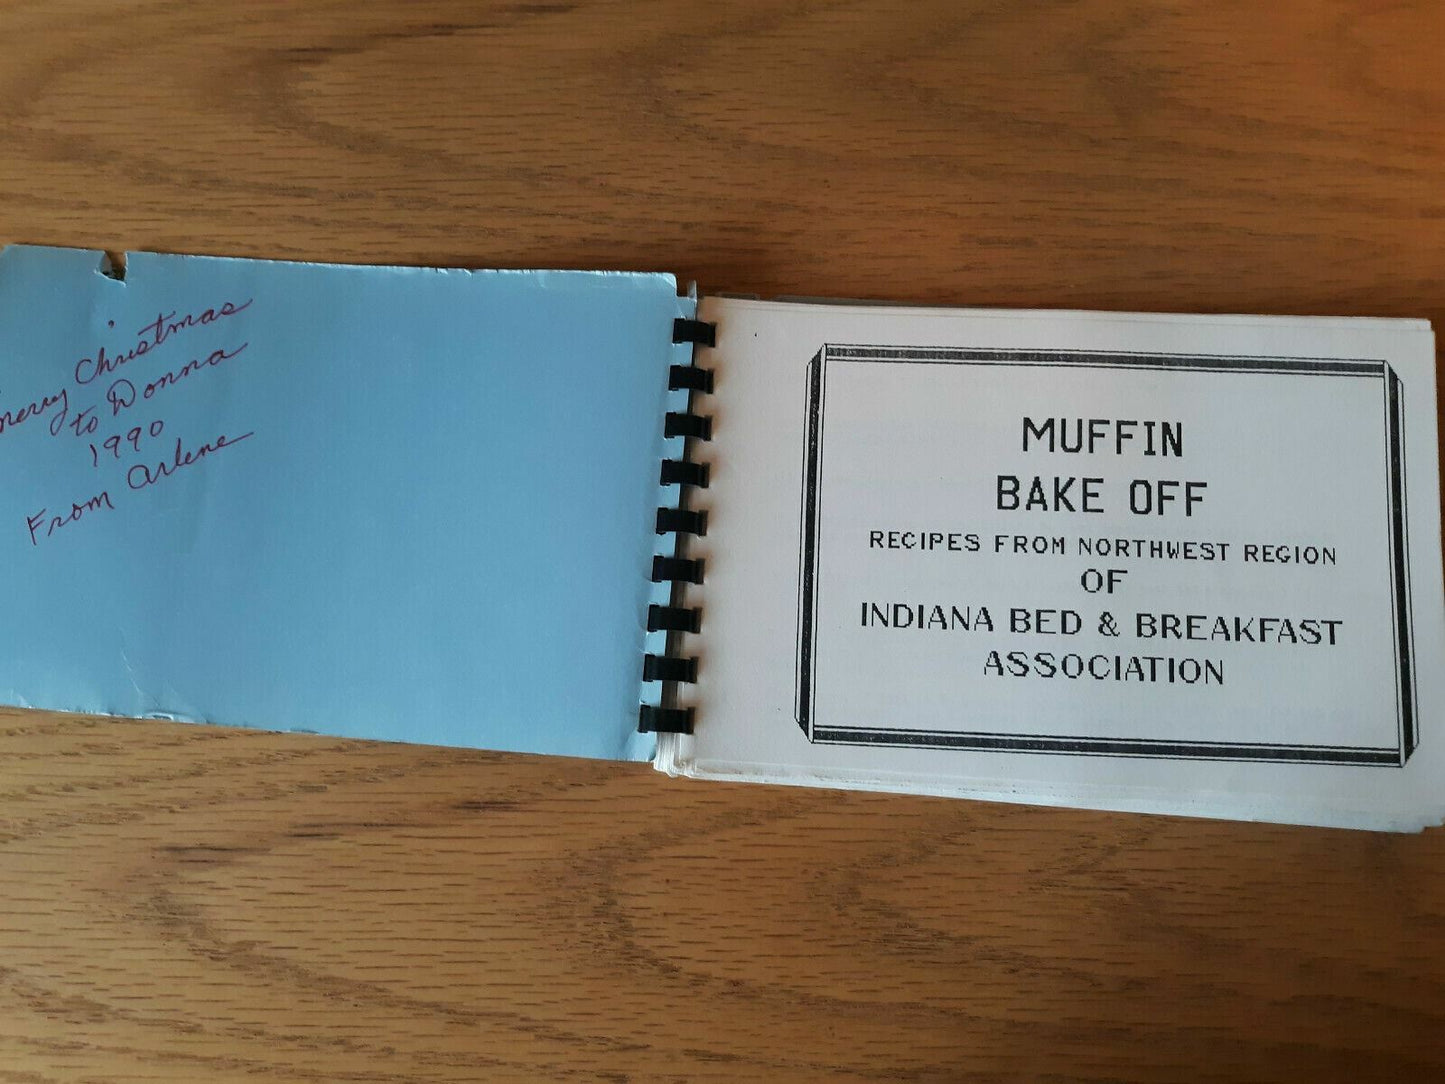 Merry Christmas
to Donna
1990
From Arlene
MUFFIN
BAKE OFF
RECIPES FROM NORTHWEST REGION
OF
INDIANA BED & BREAKFAST
ASSOCIATION